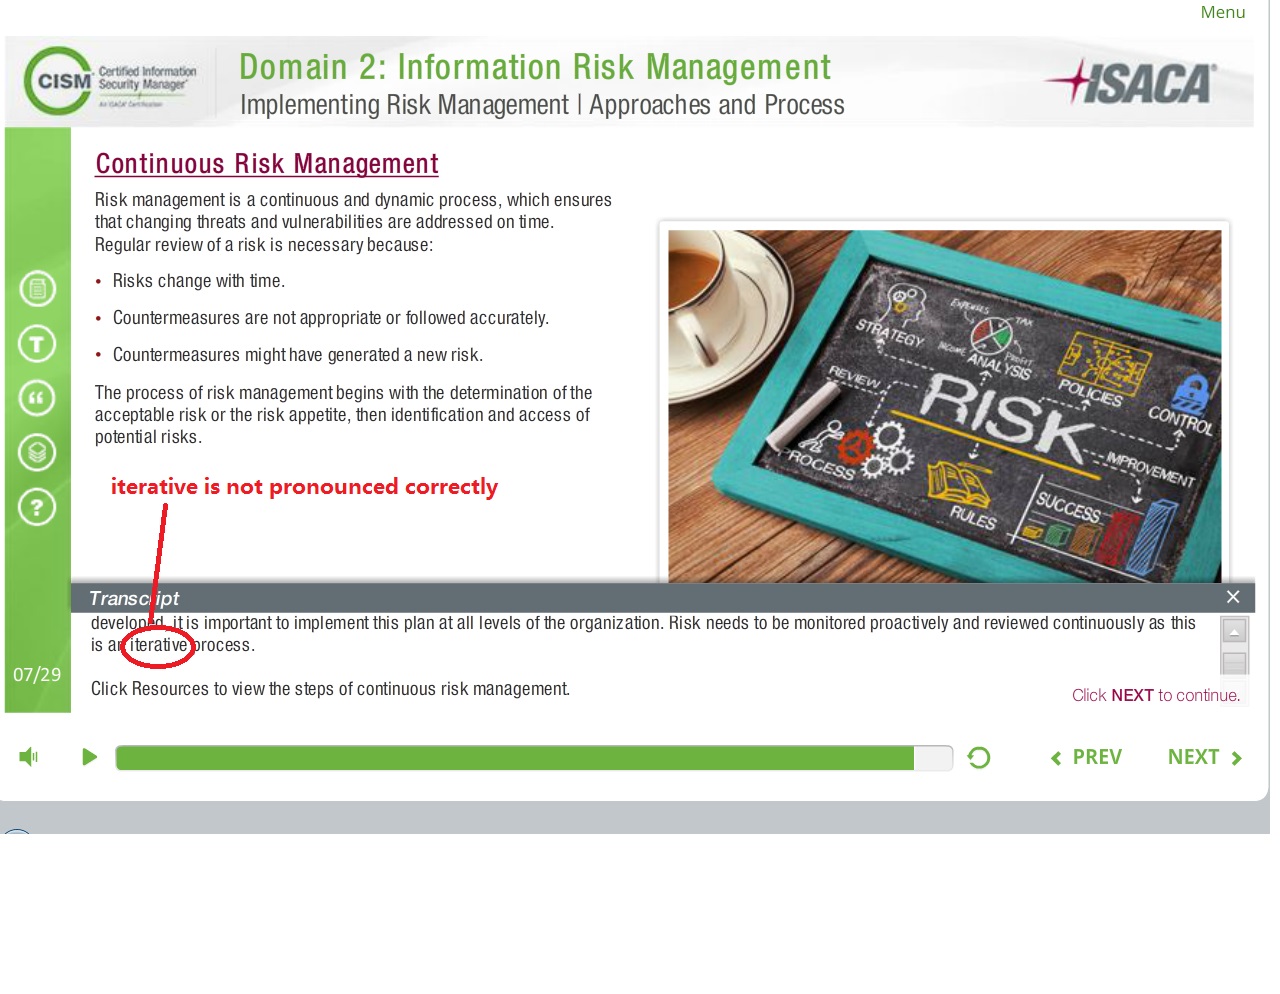 Menu
CISM Certified Information
Security Manager®
An ISACA® Certification
Domain 2: Information Risk Management
Implementing Risk Management | Approaches and Process
ISACA®
Continuous Risk Management
Risk management is a continuous and dynamic process, which ensures
that changing threats and vulnerabilities are addressed on time.
Regular review of a risk is necessary because:
• Risks change with time.
• Countermeasures are not appropriate or followed accurately.
• Countermeasures might have generated a new risk.
The process of risk management begins with the determination of the
acceptable risk or the risk appetite, then identification and access of
potential risks.
STRATEGY
EXPENSES
TAX
INCOME
PROFIT
ANALYSIS
POLICIES
CONTROL
REVIEW
RISK
PROCESS
RULES
IMPROVEMENT
SUCCESS
iterative is not pronounced correctly
Transcript
developed, it is important to implement this plan at all levels of the organization. Risk needs to be monitored proactively and reviewed continuously as this
is an iterative process.
Click Resources to view the steps of continuous risk management.
07/29
Click NEXT to continue.
PREV
NEXT